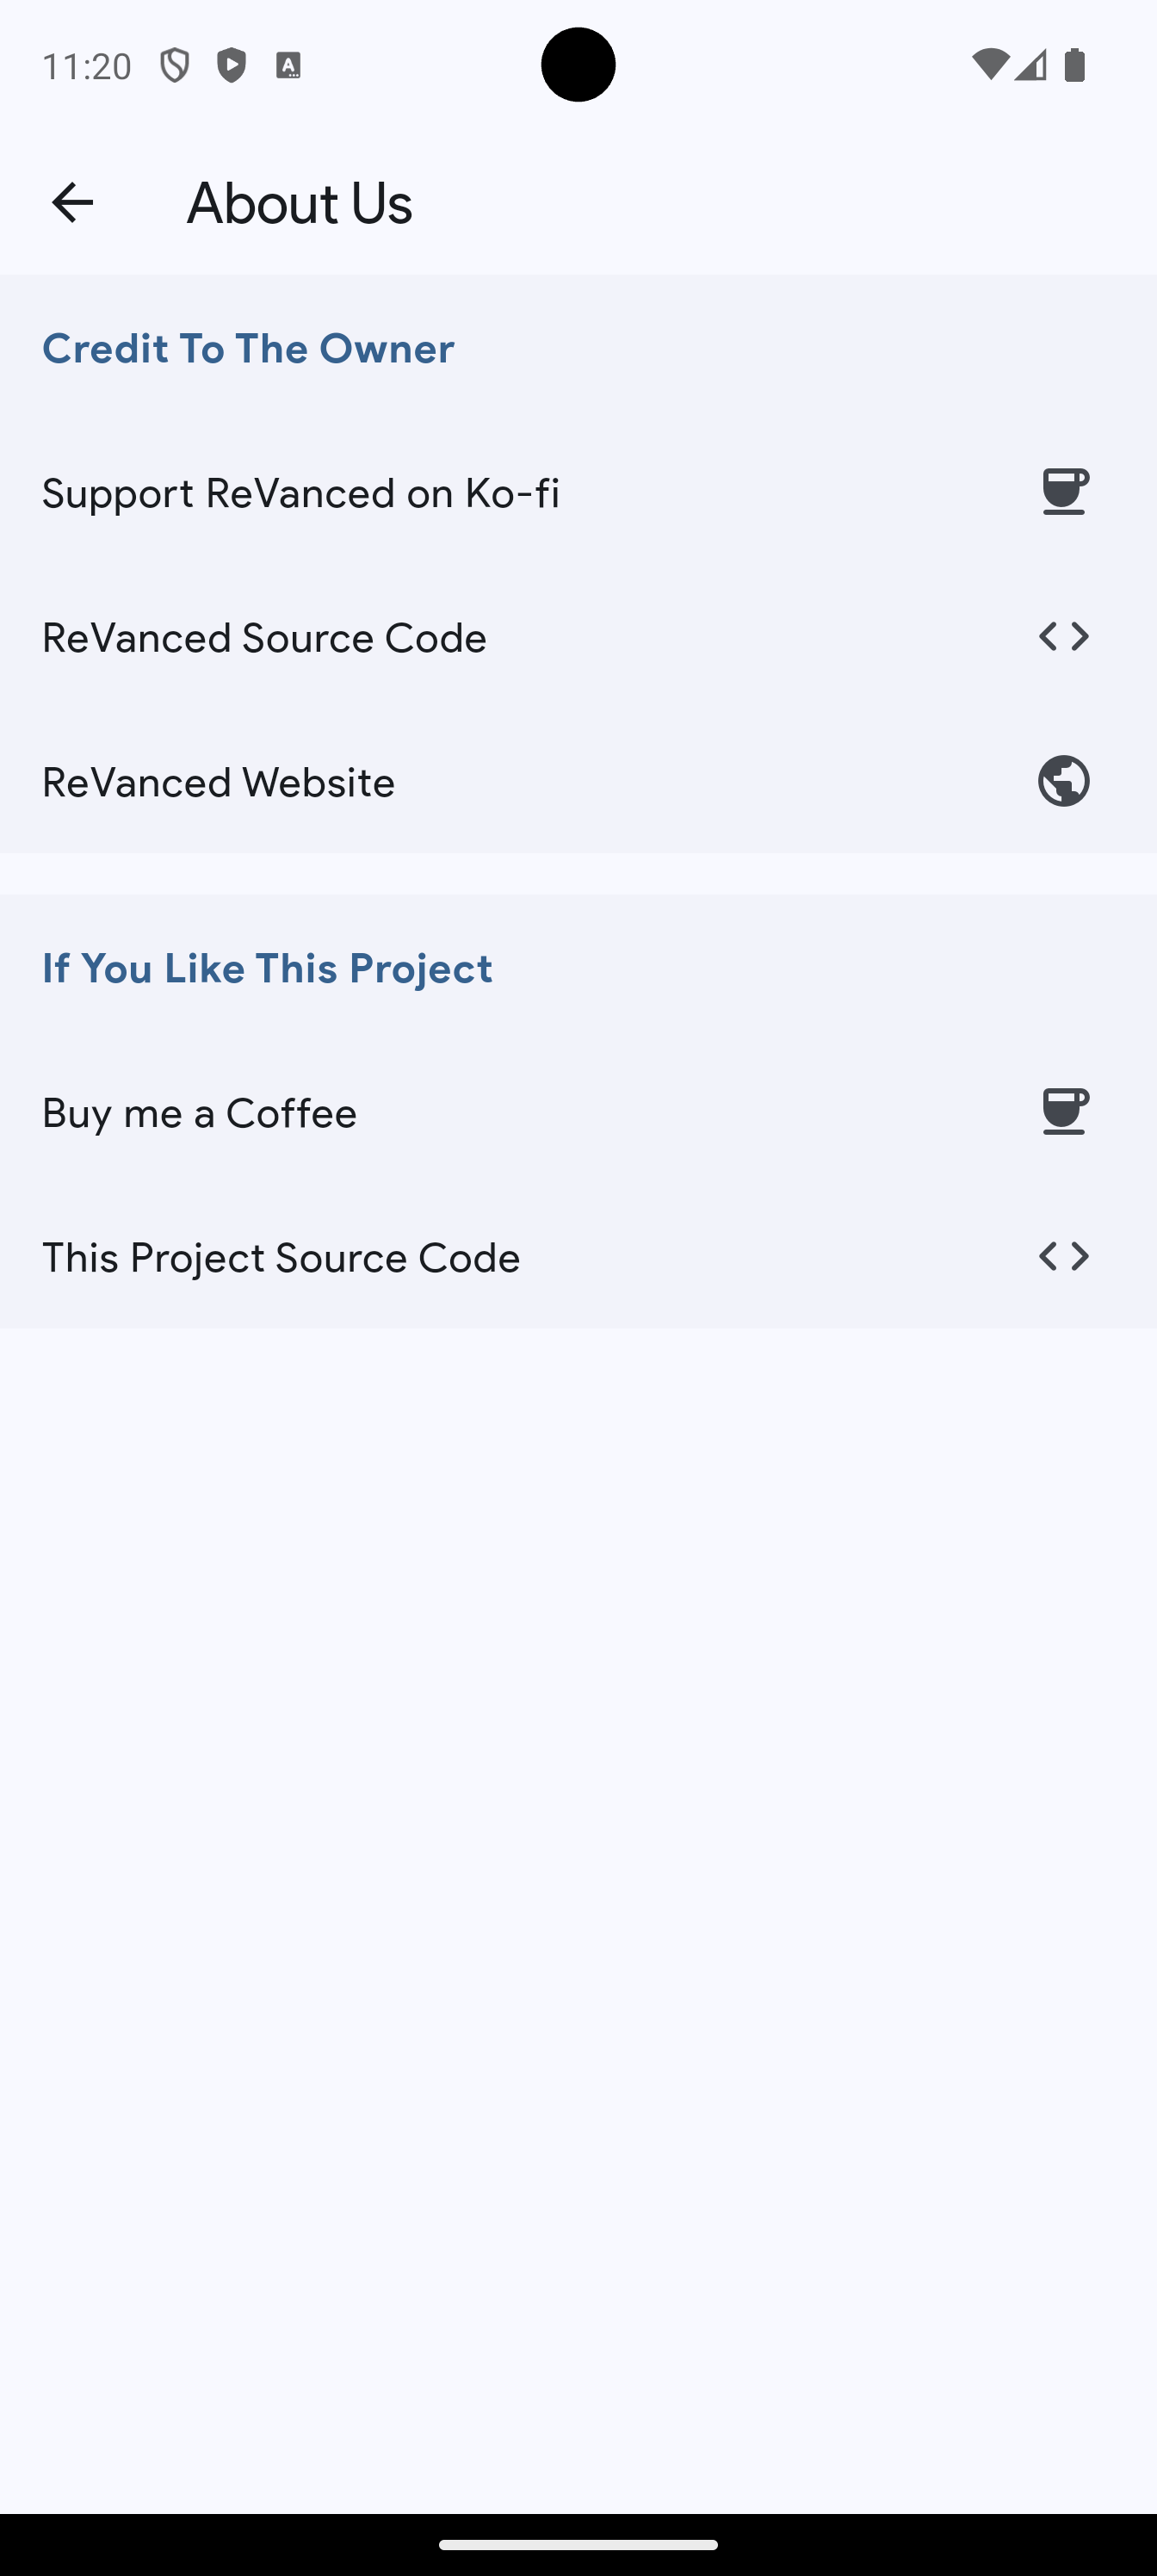 11:20
About Us
Credit To The Owner
Support ReVanced on Ko-fi
ReVanced Source Code
ReVanced Website
If You Like This Project
Buy me a Coffee
This Project Source Code